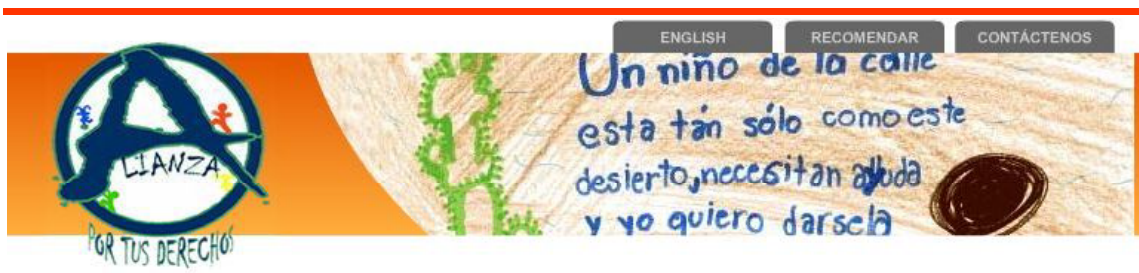 ENGLISH
RECOMENDAR
CONTÁCTENOS
Un niño de la calle
esta tán sólo como este
desierto, necesitan ayuda
y yo quiero darsela
ALIANZA
POR TUS DERECHOS